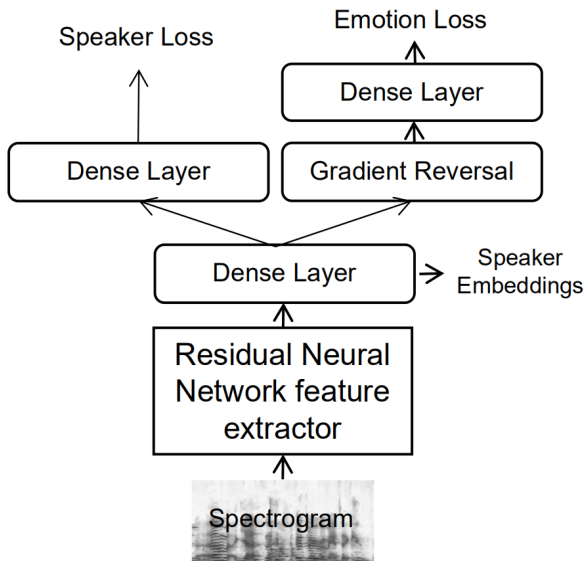 Emotion Loss
Speaker Loss
Dense Layer
Dense Layer
Gradient Reversal
Dense Layer
Speaker
Embeddings
Residual Neural
Network feature
extractor
Spectrogram